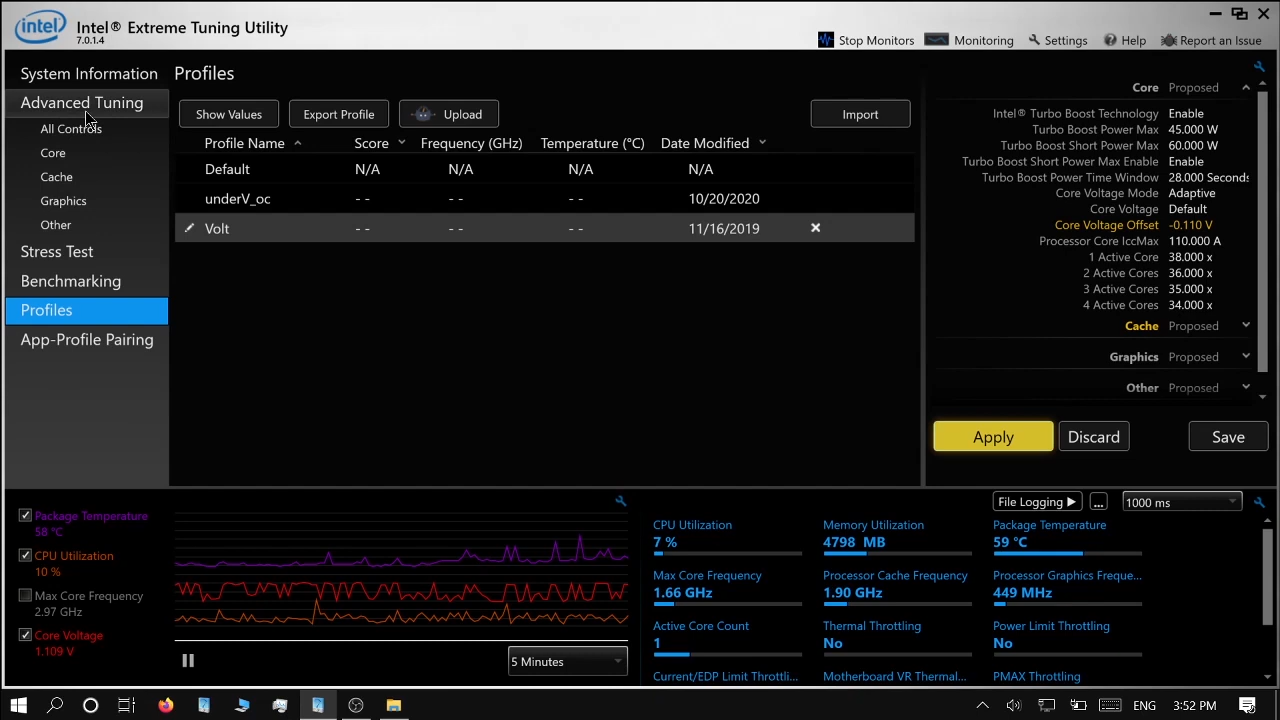 intel
Intel® Extreme Tuning Utility
7.0.1.4
Stop Monitors
Monitoring
Settings
Help
Report an Issue
System Information
Advanced Tuning
All Controls
Core
Cache
Graphics
Other
Stress Test
Benchmarking
Profiles
App-Profile Pairing
Profiles
Show Values
Export Profile
Upload
Import
Profile Name Score Frequency (GHz) Temperature (°C) Date Modified
Default N/A N/A N/A N/A
underV_oc - - - - - - 10/20/2020
Volt - - - - - - 11/16/2019
Core Proposed
Intel® Turbo Boost Technology Enable
Turbo Boost Power Max 45.000 W
Turbo Boost Short Power Max 60.000 W
Turbo Boost Short Power Max Enable Enable
Turbo Boost Power Time Window 28.000 Seconds
Core Voltage Mode Adaptive
Core Voltage Default
Core Voltage Offset -0.110 V
Processor Core IccMax 110.000 A
1 Active Core 38.000 x
2 Active Cores 36.000 x
3 Active Cores 35.000 x
4 Active Cores 34.000 x
Cache Proposed
Graphics Proposed
Other Proposed
Apply
Discard
Save
Package Temperature
58 °C
CPU Utilization
10 %
Max Core Frequency
2.97 GHz
Core Voltage
1.109 V
5 Minutes
File Logging
...
1000 ms
CPU Utilization
7 %
Memory Utilization
4798 MB
Package Temperature
59 °C
Max Core Frequency
1.66 GHz
Processor Cache Frequency
1.90 GHz
Processor Graphics Freque...
449 MHz
Active Core Count
1
Thermal Throttling
No
Power Limit Throttling
No
Current/EDP Limit Throttli...
Motherboard VR Thermal...
PMAX Throttling
ENG
3:52 PM